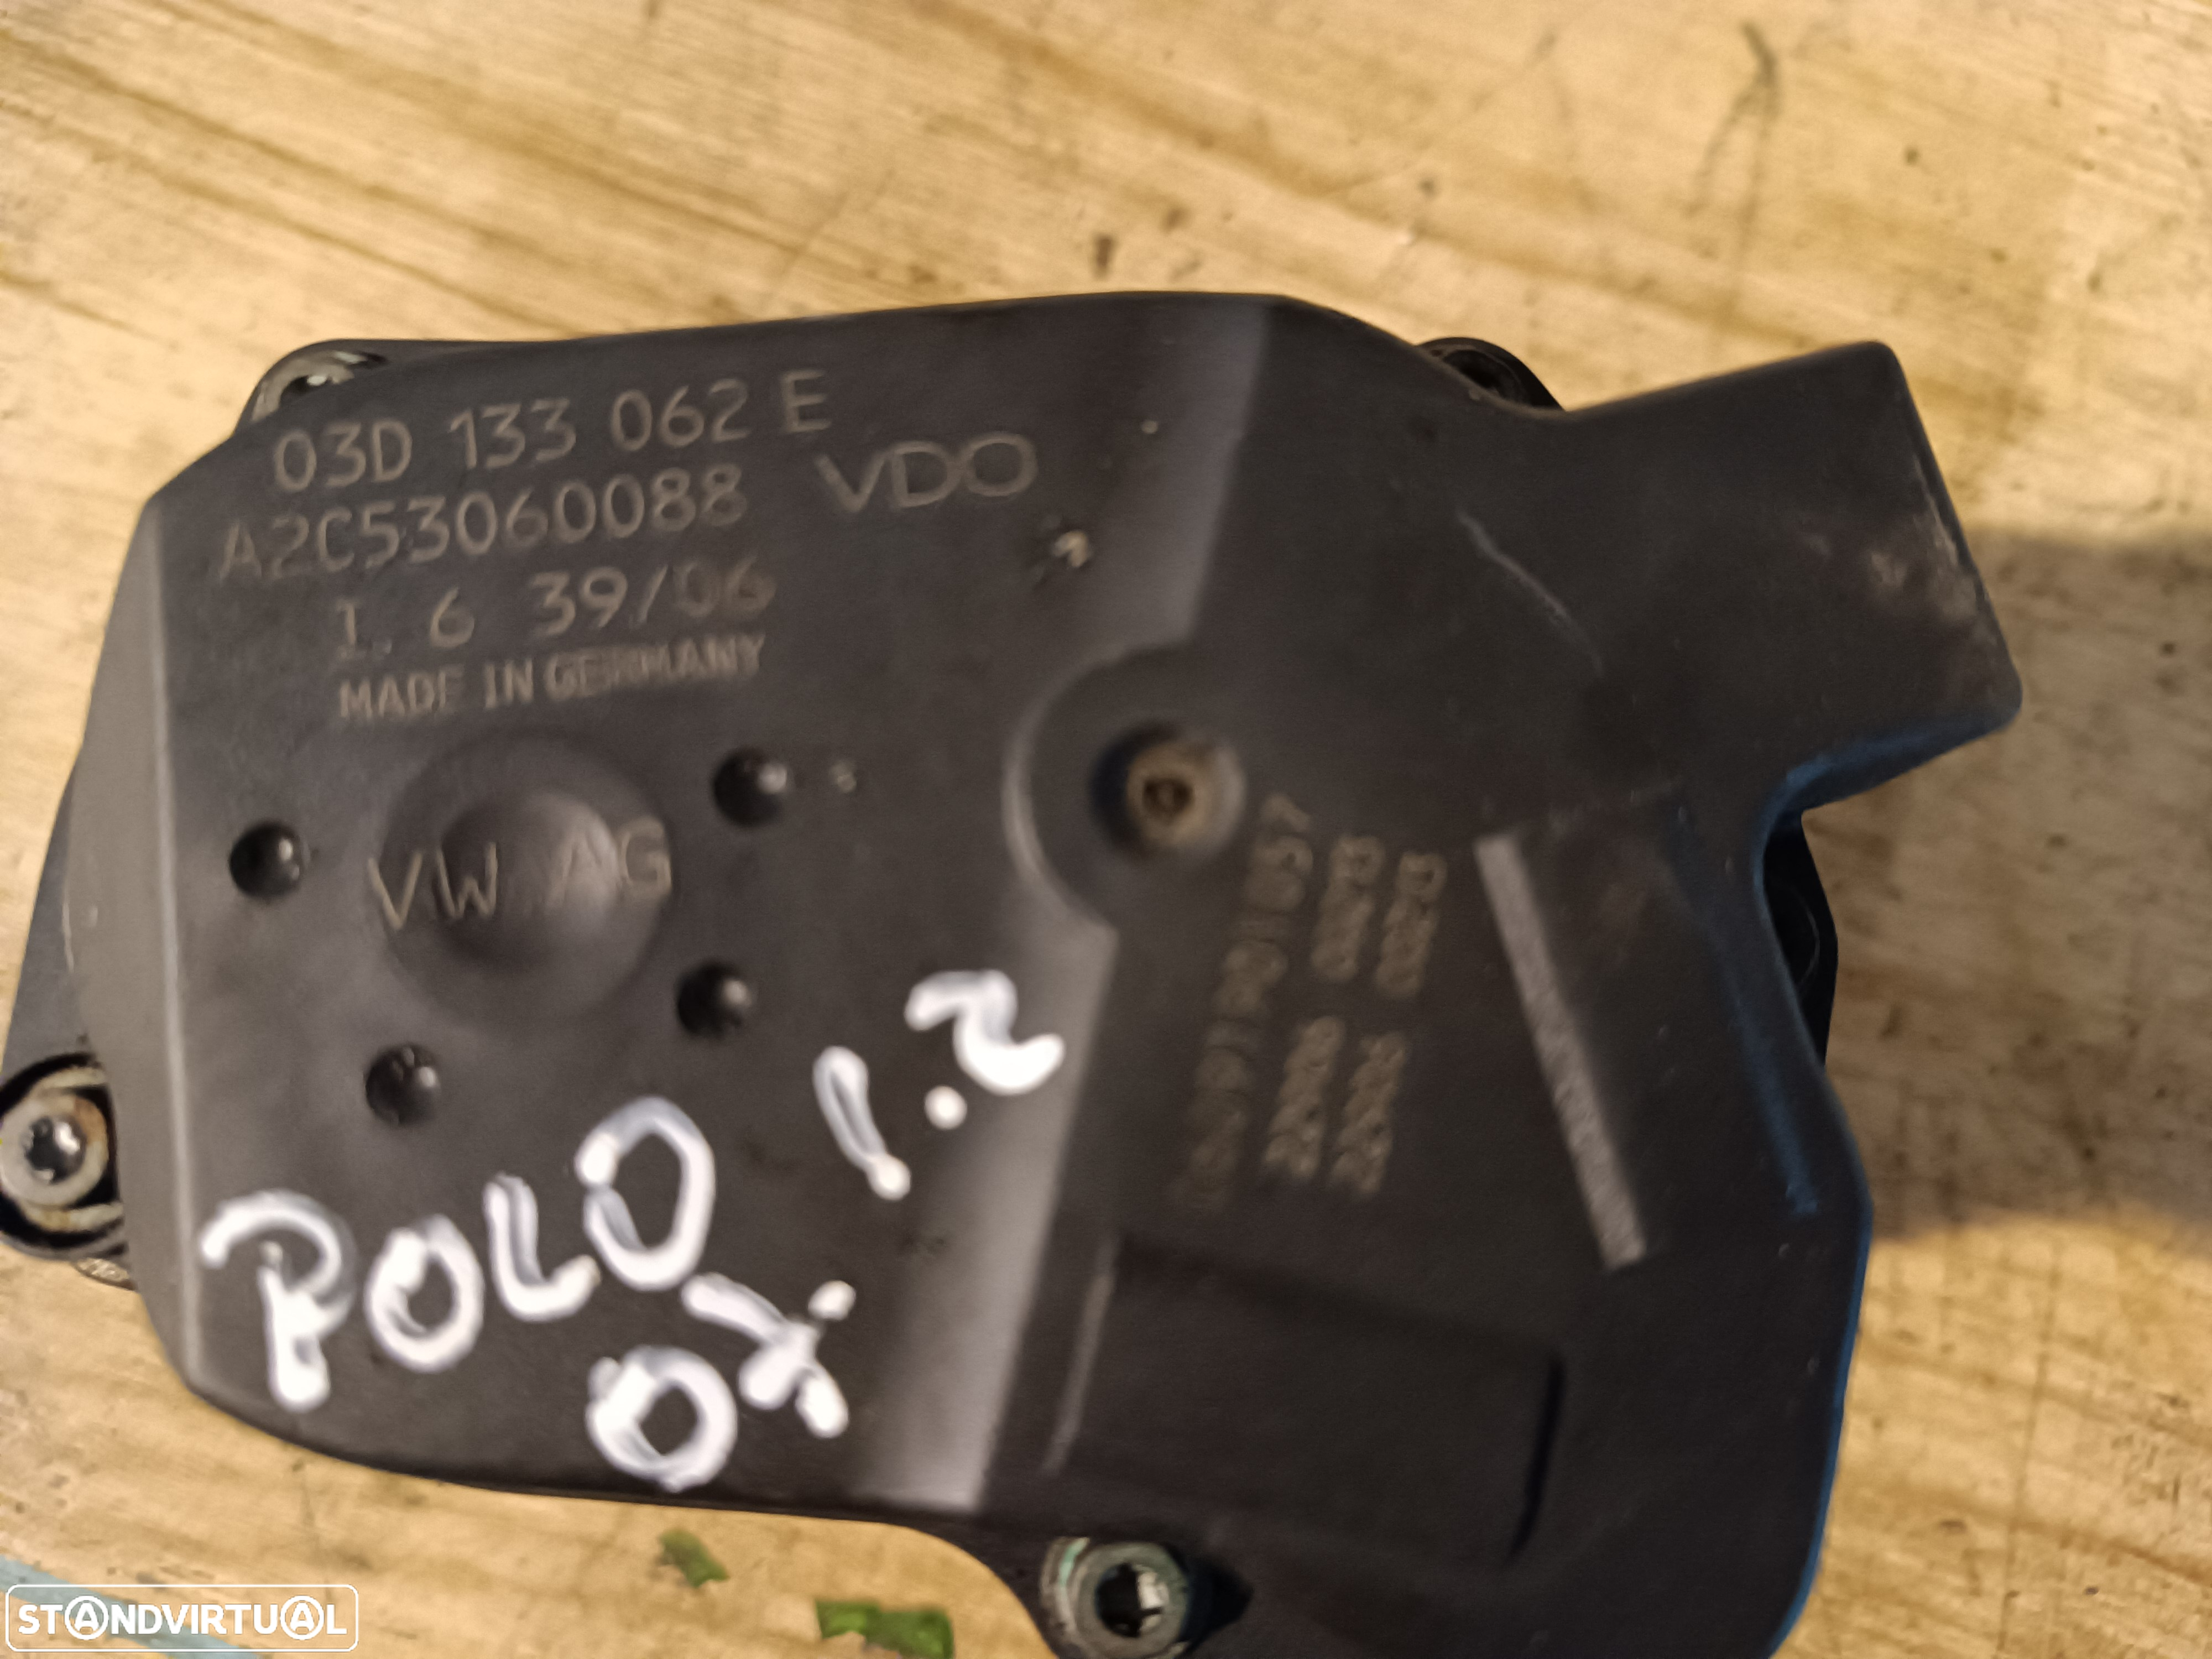 03D 133 062 E
A2C53060088 VDO
1. 6 39/06
MADE IN GERMANY
VW AG
POLO 1.2
07.
STANDVIRTUAL